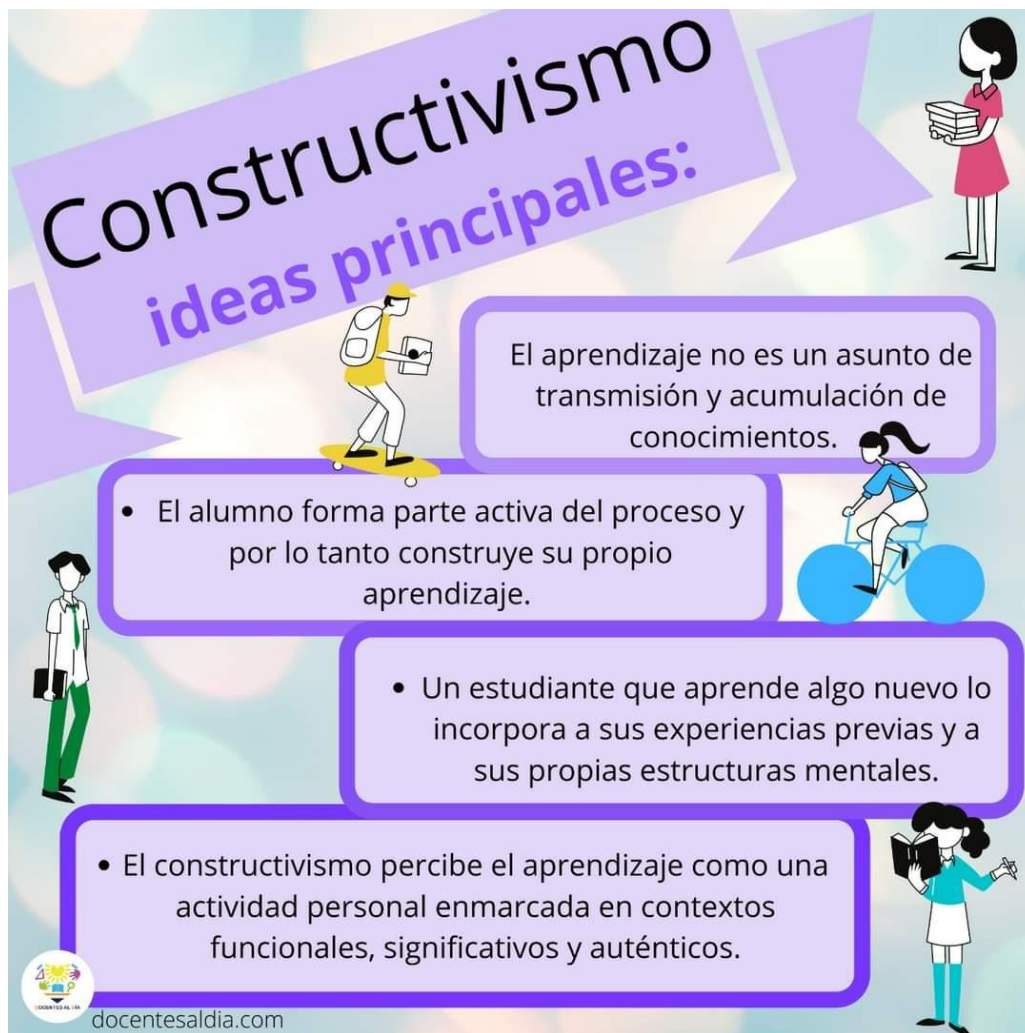 Constructivismo
ideas principales:
El aprendizaje no es un asunto de
transmisión y acumulación de
conocimientos.
• El alumno forma parte activa del proceso y
por lo tanto construye su propio
aprendizaje.
• Un estudiante que aprende algo nuevo lo
incorpora a sus experiencias previas y a
sus propias estructuras mentales.
• El constructivismo percibe el aprendizaje como una
actividad personal enmarcada en contextos
funcionales, significativos y auténticos.
DOCENTES AL DÍA
docentesaldia.com